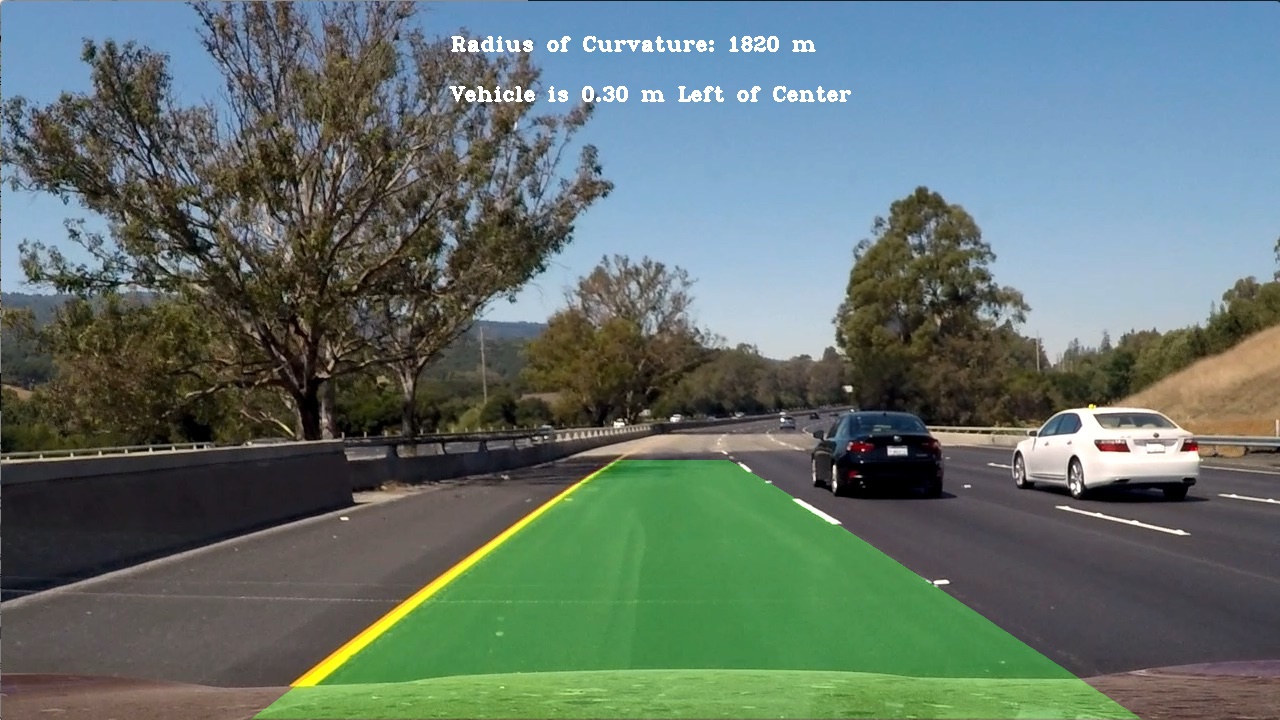 Radius of Curvature: 1820 m
Vehicle is 0.30 m Left of Center